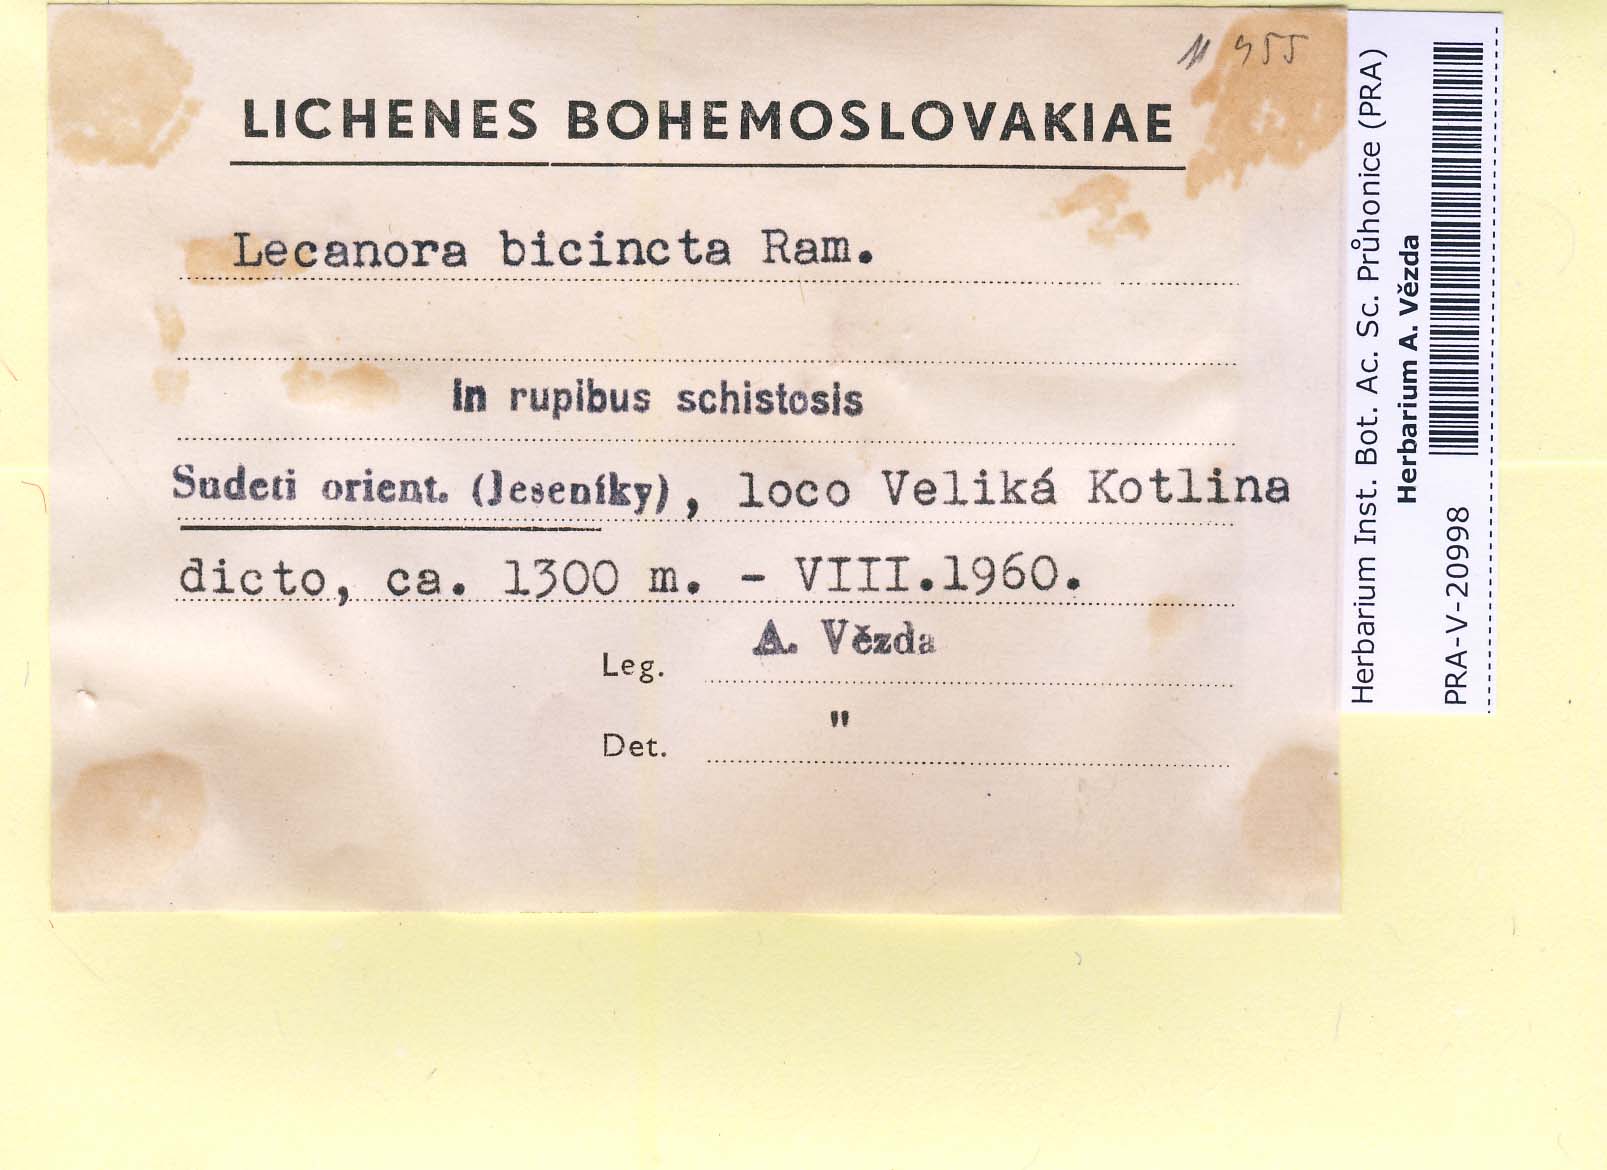 LICHENES BOHEMOSLOVAKIAE
Lecanora bicincta Ram.
in rupibus schistosis
Sudeti orient. (Jeseníky), loco Veliká Kotlina
dicto, ca. 1300 m. - VIII.1960.
A. Vězda
Leg.
"
Det.
Herbarium Inst. Bot. Ac. Sc. Průhonice (PRA)
Herbarium A. Vězda
PRA-V-20998